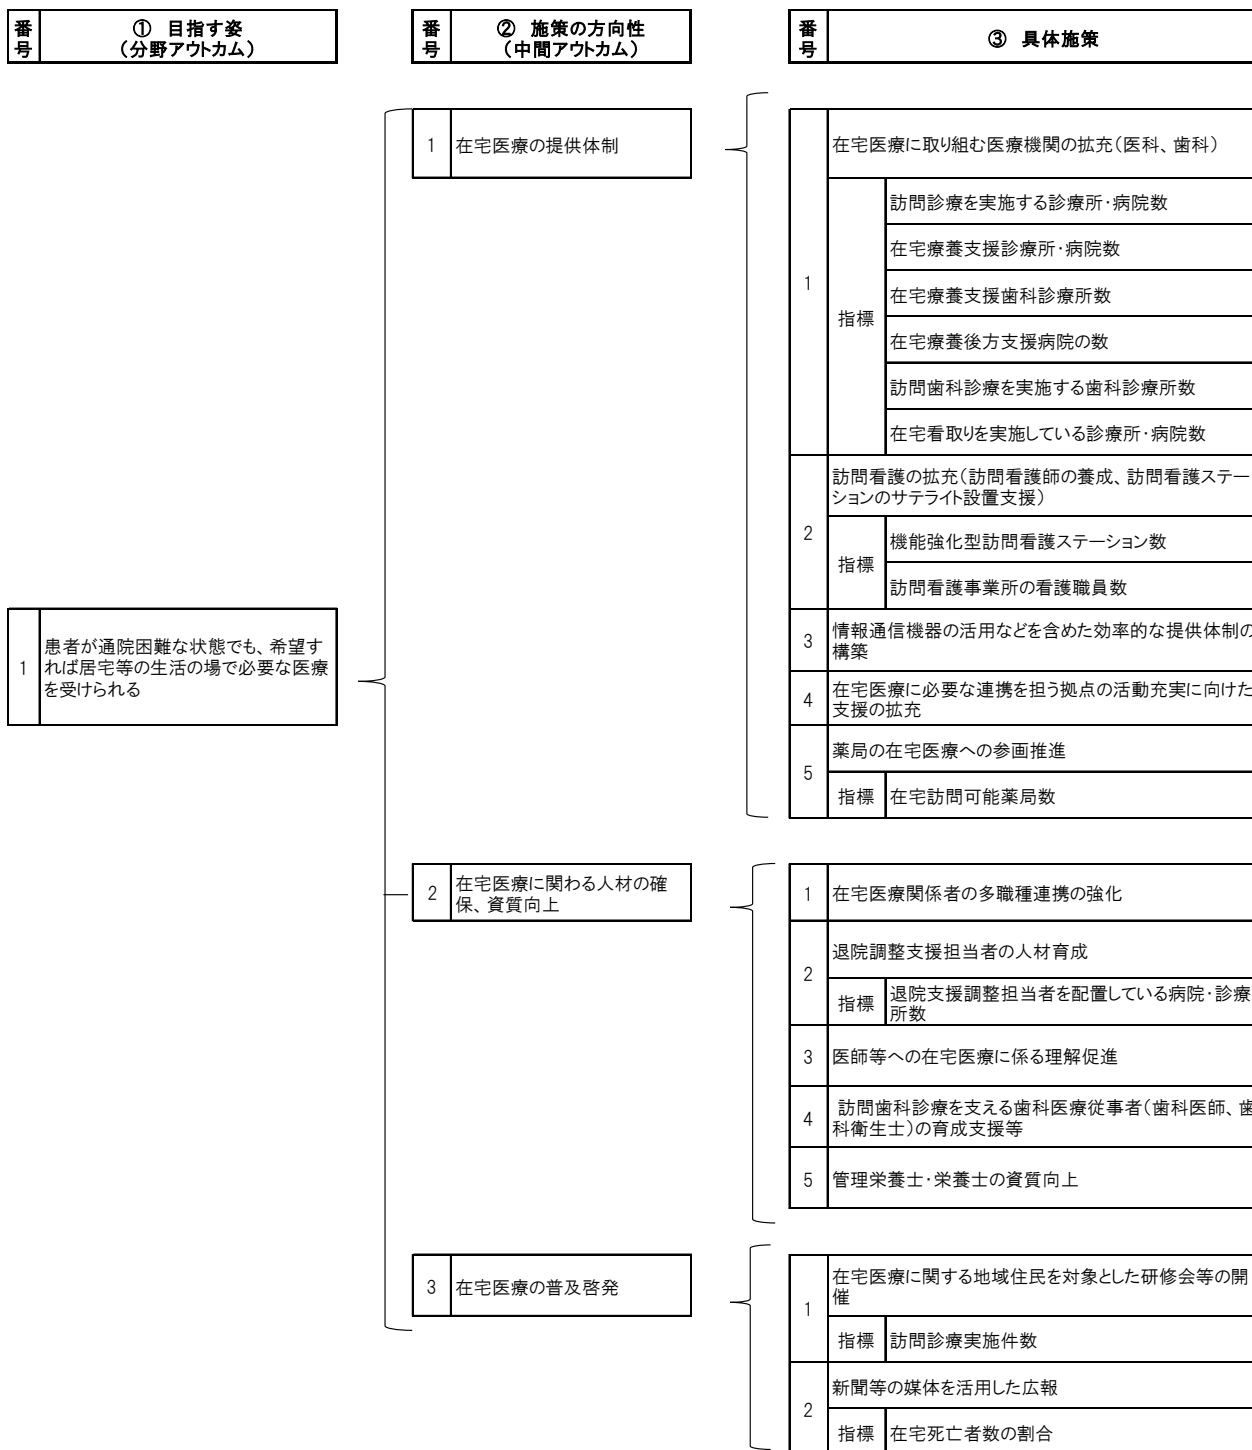 番号
① 目指す姿
（分野アウトカム）
番号
② 施策の方向性
（中間アウトカム）
番号
③ 具体施策
1
患者が通院困難な状態でも、希望す
れば居宅等の生活の場で必要な医療
を受けられる
1
在宅医療の提供体制
1
在宅医療に取り組む医療機関の拡充（医科、歯科）
指標
訪問診療を実施する診療所・病院数
在宅療養支援診療所・病院数
在宅療養支援歯科診療所数
在宅療養後方支援病院の数
訪問歯科診療を実施する歯科診療所数
在宅看取りを実施している診療所・病院数
2
訪問看護の拡充（訪問看護師の養成、訪問看護ステー
ションのサテライト設置支援）
指標
機能強化型訪問看護ステーション数
訪問看護事業所の看護職員数
3
情報通信機器の活用などを含めた効率的な提供体制の
構築
4
在宅医療に必要な連携を担う拠点の活動充実に向けた
支援の拡充
5
薬局の在宅医療への参画推進
指標
在宅訪問可能薬局数
2
在宅医療に関わる人材の確
保、資質向上
1
在宅医療関係者の多職種連携の強化
2
退院調整支援担当者の人材育成
指標
退院支援調整担当者を配置している病院・診療
所数
3
医師等への在宅医療に係る理解促進
4
訪問歯科診療を支える歯科医療従事者（歯科医師、歯
科衛生士）の育成支援等
5
管理栄養士・栄養士の資質向上
3
在宅医療の普及啓発
1
在宅医療に関する地域住民を対象とした研修会等の開
催
指標
訪問診療実施件数
2
新聞等の媒体を活用した広報
指標
在宅死亡者数の割合